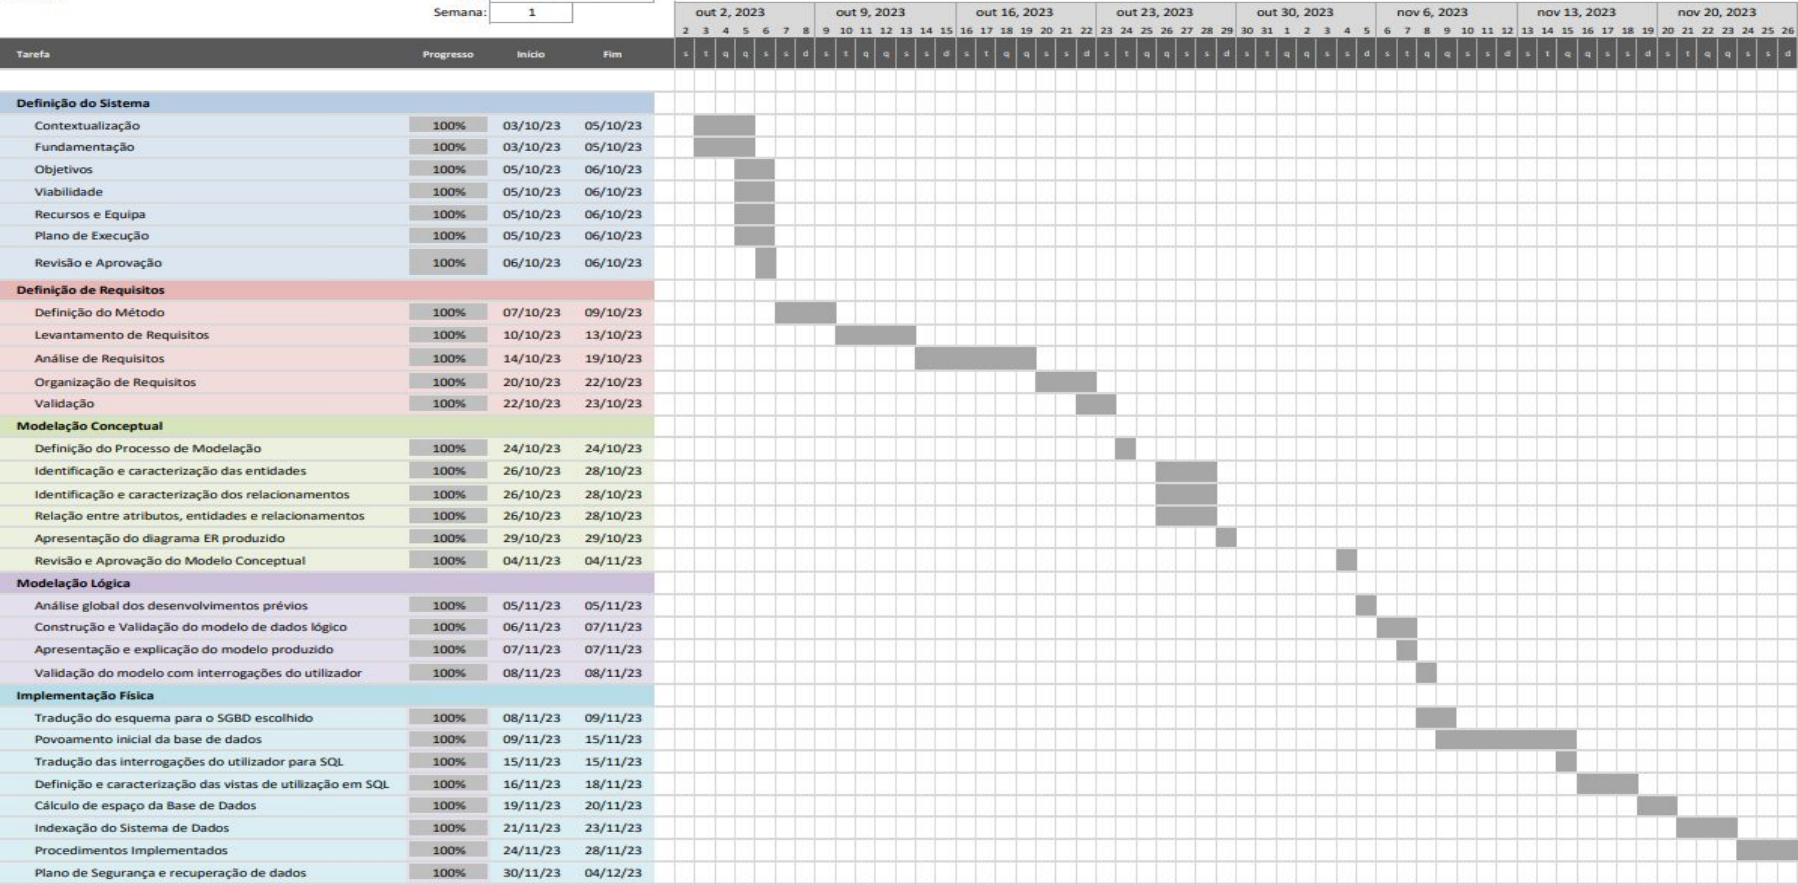 Semana: 1
out 2, 2023 out 9, 2023 out 16, 2023 out 23, 2023 out 30, 2023 nov 6, 2023 nov 13, 2023 nov 20, 2023
2 3 4 5 6 7 8 9 10 11 12 13 14 15 16 17 18 19 20 21 22 23 24 25 26 27 28 29 30 31 1 2 3 4 5 6 7 8 9 10 11 12 13 14 15 16 17 18 19 20 21 22 23 24 25 26
Tarefa Progresso Início Fim s t q q s s d s t q q s s d s t q q s s d s t q q s s d s t q q s s d s t q q s s d s t q q s s d s t q q s s d
Definição do Sistema
Contextualização 100% 03/10/23 05/10/23
Fundamentação 100% 03/10/23 05/10/23
Objetivos 100% 05/10/23 06/10/23
Viabilidade 100% 05/10/23 06/10/23
Recursos e Equipa 100% 05/10/23 06/10/23
Plano de Execução 100% 05/10/23 06/10/23
Revisão e Aprovação 100% 06/10/23 06/10/23
Definição de Requisitos
Definição do Método 100% 07/10/23 09/10/23
Levantamento de Requisitos 100% 10/10/23 13/10/23
Análise de Requisitos 100% 14/10/23 19/10/23
Organização de Requisitos 100% 20/10/23 22/10/23
Validação 100% 22/10/23 23/10/23
Modelação Conceptual
Definição do Processo de Modelação 100% 24/10/23 24/10/23
Identificação e caracterização das entidades 100% 26/10/23 28/10/23
Identificação e caracterização dos relacionamentos 100% 26/10/23 28/10/23
Relação entre atributos, entidades e relacionamentos 100% 26/10/23 28/10/23
Apresentação do diagrama ER produzido 100% 29/10/23 29/10/23
Revisão e Aprovação do Modelo Conceptual 100% 04/11/23 04/11/23
Modelação Lógica
Análise global dos desenvolvimentos prévios 100% 05/11/23 05/11/23
Construção e Validação do modelo de dados lógico 100% 06/11/23 07/11/23
Apresentação e explicação do modelo produzido 100% 07/11/23 07/11/23
Validação do modelo com interrogações do utilizador 100% 08/11/23 08/11/23
Implementação Física
Tradução do esquema para o SGBD escolhido 100% 08/11/23 09/11/23
Povoamento inicial da base de dados 100% 09/11/23 15/11/23
Tradução das interrogações do utilizador para SQL 100% 15/11/23 15/11/23
Definição e caracterização das vistas de utilização em SQL 100% 16/11/23 18/11/23
Cálculo de espaço da Base de Dados 100% 19/11/23 20/11/23
Indexação do Sistema de Dados 100% 21/11/23 23/11/23
Procedimentos Implementados 100% 24/11/23 28/11/23
Plano de Segurança e recuperação de dados 100% 30/11/23 04/12/23